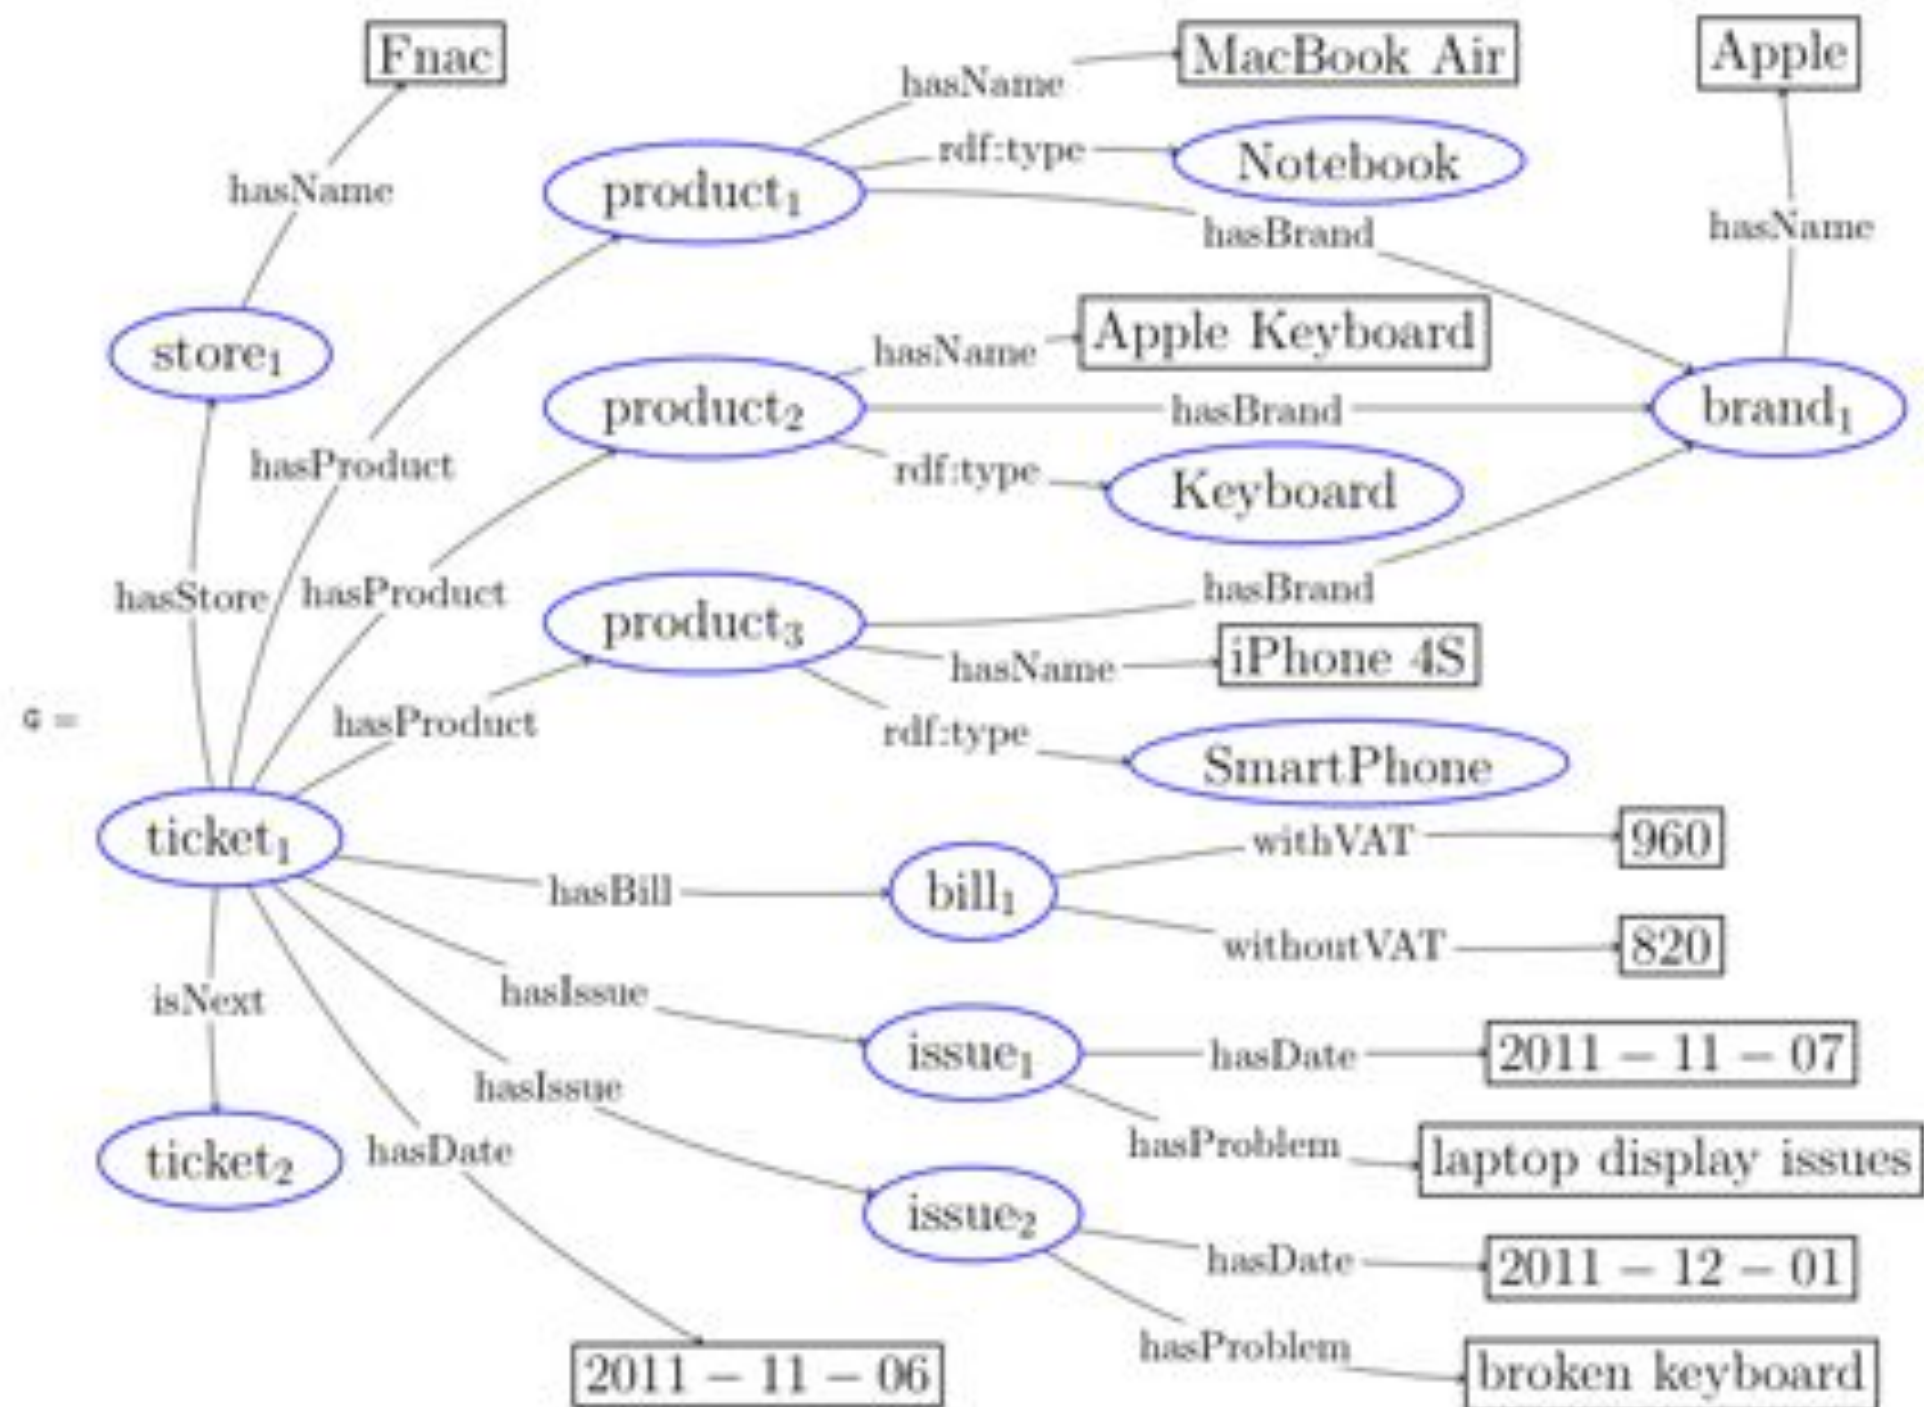 Fnac
MacBook Air
Apple
hasName
rdf:type
Notebook
hasName
product₁
hasBrand
hasName
store₁
hasName
Apple Keyboard
product₂
hasBrand
brand₁
hasProduct
rdf:type
Keyboard
hasStore
hasProduct
product₃
hasBrand
hasName
iPhone 4S
G =
hasProduct
rdf:type
SmartPhone
ticket₁
withVAT
960
hasBill
bill₁
withoutVAT
820
isNext
hasIssue
issue₁
hasDate
2011 − 11 − 07
hasIssue
hasProblem
laptop display issues
ticket₂
hasDate
issue₂
hasDate
2011 − 12 − 01
hasProblem
2011 − 11 − 06
broken keyboard